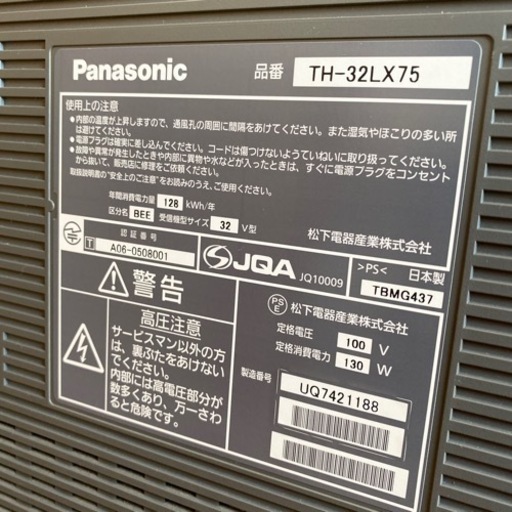 Panasonic 品番 TH-32LX75
使用上の注意
●内部の温度が上昇しますので、通風孔の周囲に間隔をあけてください。また湿気やほこりの多い所
は避けてください。
●電源プラグは確実に差し込んでください。コードは傷つけないようていねいに取り扱ってください。
●故障や異常が発生したときや内部に異物や水などが入ったときは、すぐに電源プラグをコンセント
から抜いて、販売店に修理をご依頼ください。
取扱説明書の"安全上のご注意"をお読みのうえ、ご使用ください。
年間消費電力量 128 kWh/年
区分名 BEE 受信機型サイズ 32 V型
松下電器産業株式会社
認証番号
T A06-0508001
JQA JQ10009
>PS< 日本製
TBMG437
警告
高圧注意
サービスマン以外の方
は、裏ぶたをあけないで
ください。
内部には高電圧部分が
数多くあり、万一さわ
ると危険です。
PS
E
松下電器産業株式会社
定格電圧 100 V
定格消費電力 130 W
製造番号
UQ7421188